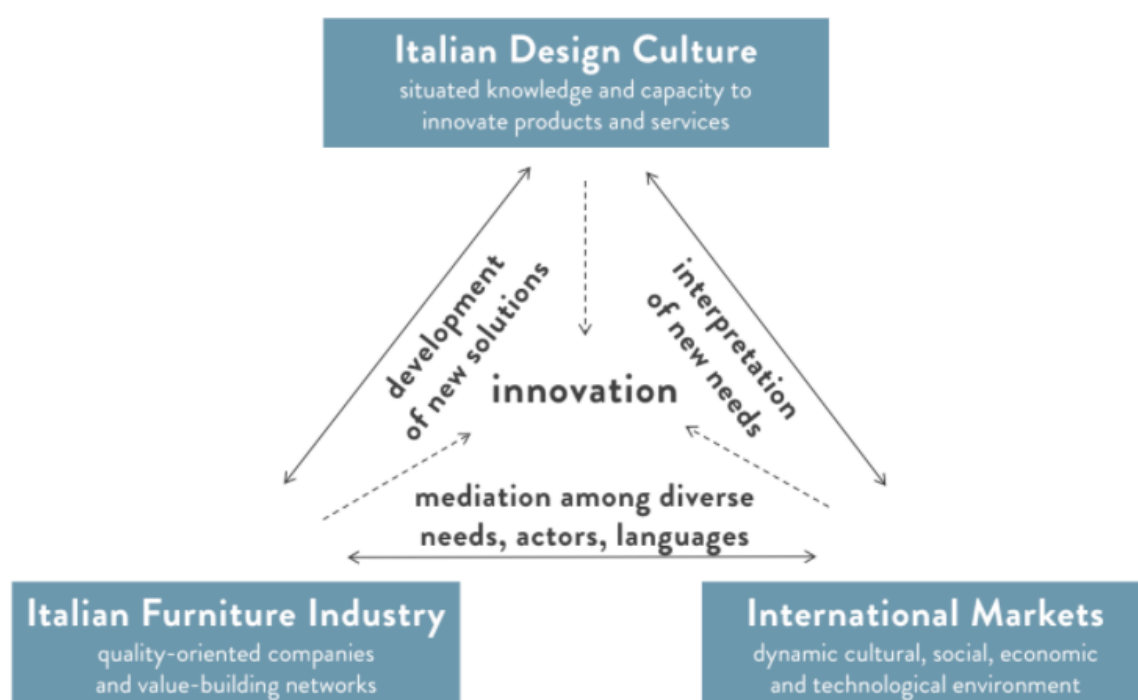 Italian Design Culture
situated knowledge and capacity to
innovate products and services
development
of new solutions
interpretation
of new needs
innovation
mediation among diverse
needs, actors, languages
Italian Furniture Industry
quality-oriented companies
and value-building networks
International Markets
dynamic cultural, social, economic
and technological environment